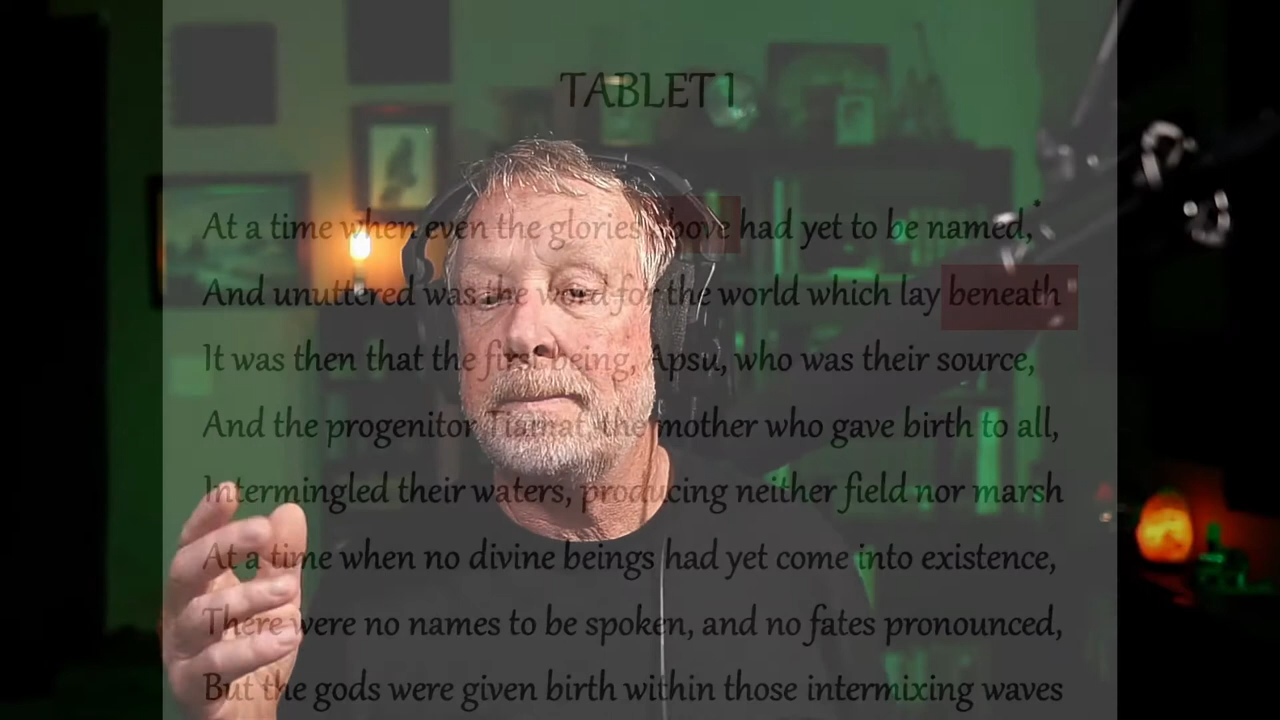 TABLET I
At a time when even the glories above had yet to be named,*
And unuttered was the word for the world which lay beneath
It was then that the first being, Apsu, who was their source,
And the progenitor Tiamat, the mother who gave birth to all,
Intermingled their waters, producing neither field nor marsh
At a time when no divine beings had yet come into existence,
There were no names to be spoken, and no fates pronounced,
But the gods were given birth within those intermixing waves